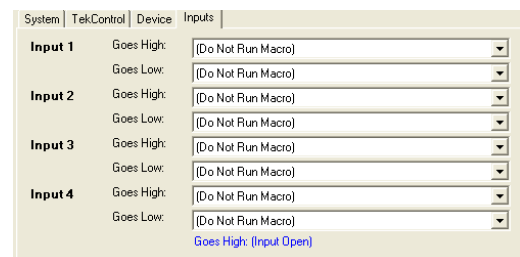 System TekControl Device Inputs
Input 1 Goes High: (Do Not Run Macro)
Goes Low: (Do Not Run Macro)
Input 2 Goes High: (Do Not Run Macro)
Goes Low: (Do Not Run Macro)
Input 3 Goes High: (Do Not Run Macro)
Goes Low: (Do Not Run Macro)
Input 4 Goes High: (Do Not Run Macro)
Goes Low: (Do Not Run Macro)
Goes High: (Input Open)